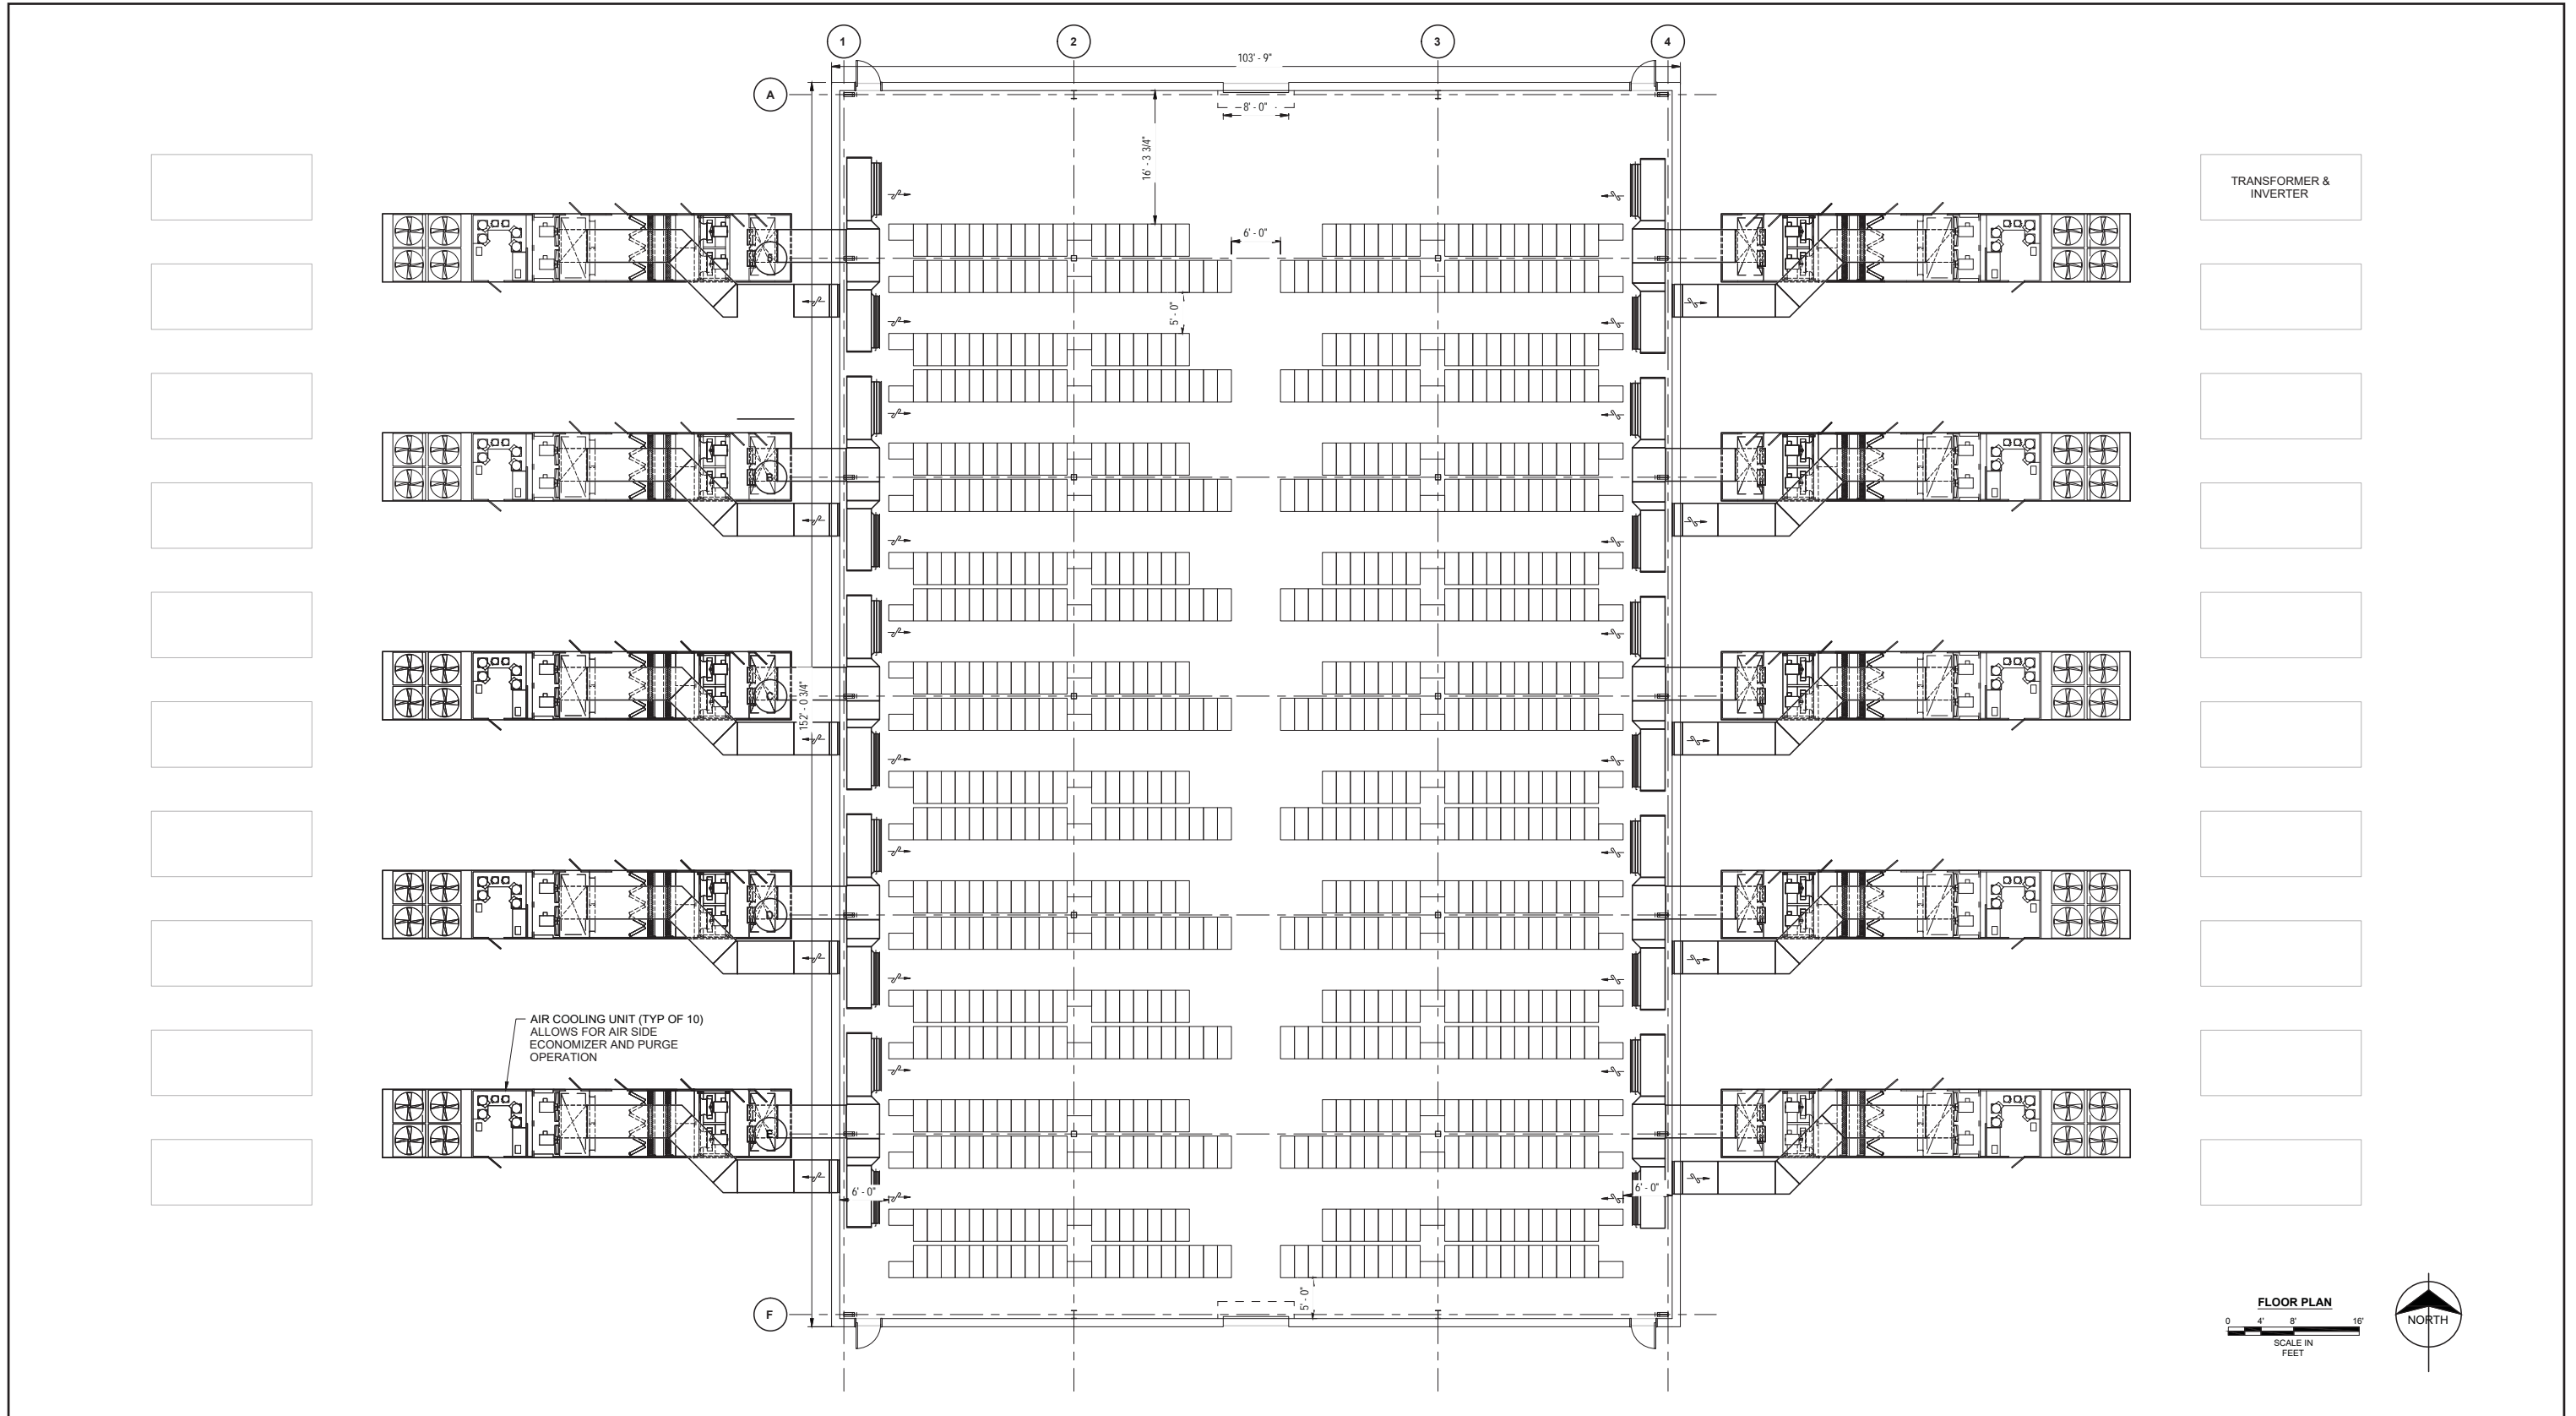 1
2
3
4
103' - 9"
A
8' - 0"
16' - 3 3/4"
TRANSFORMER &
INVERTER
6' - 0"
5' - 0"
B
C
152' - 0 3/4"
D
AIR COOLING UNIT (TYP OF 10)
ALLOWS FOR AIR SIDE
ECONOMIZER AND PURGE
OPERATION
E
6' - 0"
6' - 0"
5' - 0"
F
FLOOR PLAN
0 4' 8' 16'
SCALE IN
FEET
NORTH